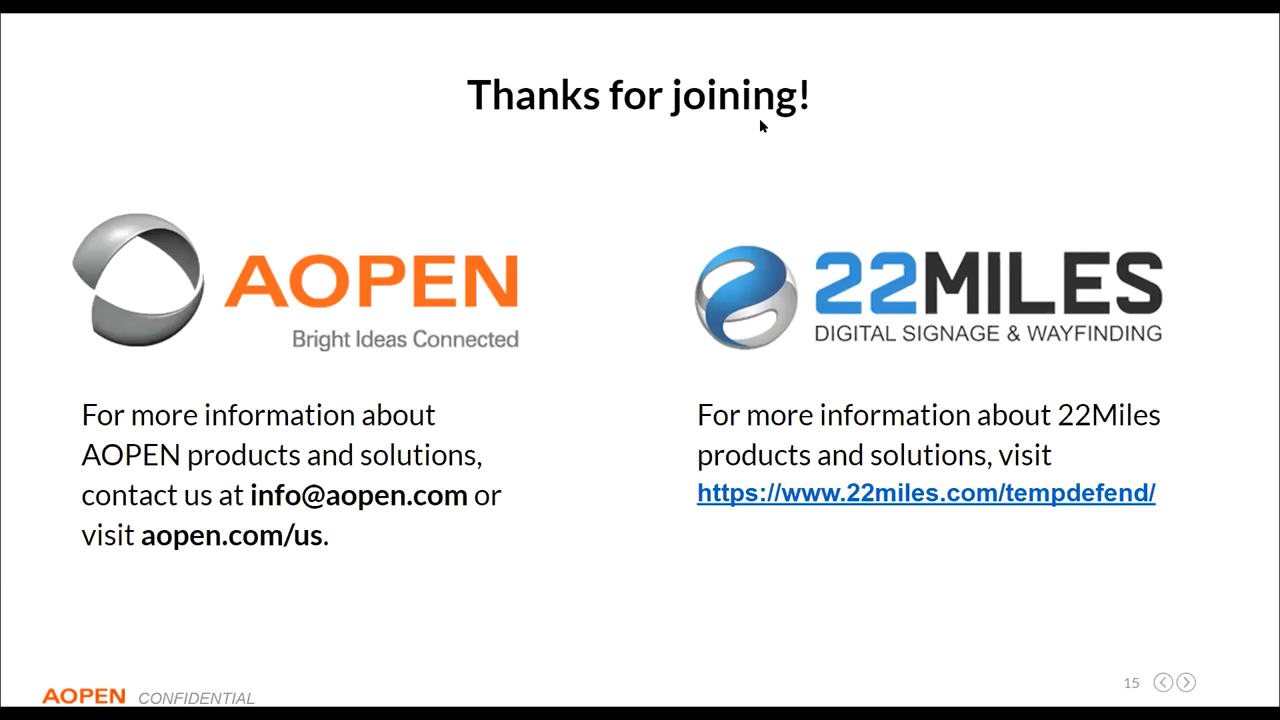 Thanks for joining!
AOPEN
Bright Ideas Connected
For more information about
AOPEN products and solutions,
contact us at info@aopen.com or
visit aopen.com/us.
22MILES
DIGITAL SIGNAGE & WAYFINDING
For more information about 22Miles
products and solutions, visit
https://www.22miles.com/tempdefend/
AOPEN CONFIDENTIAL
15